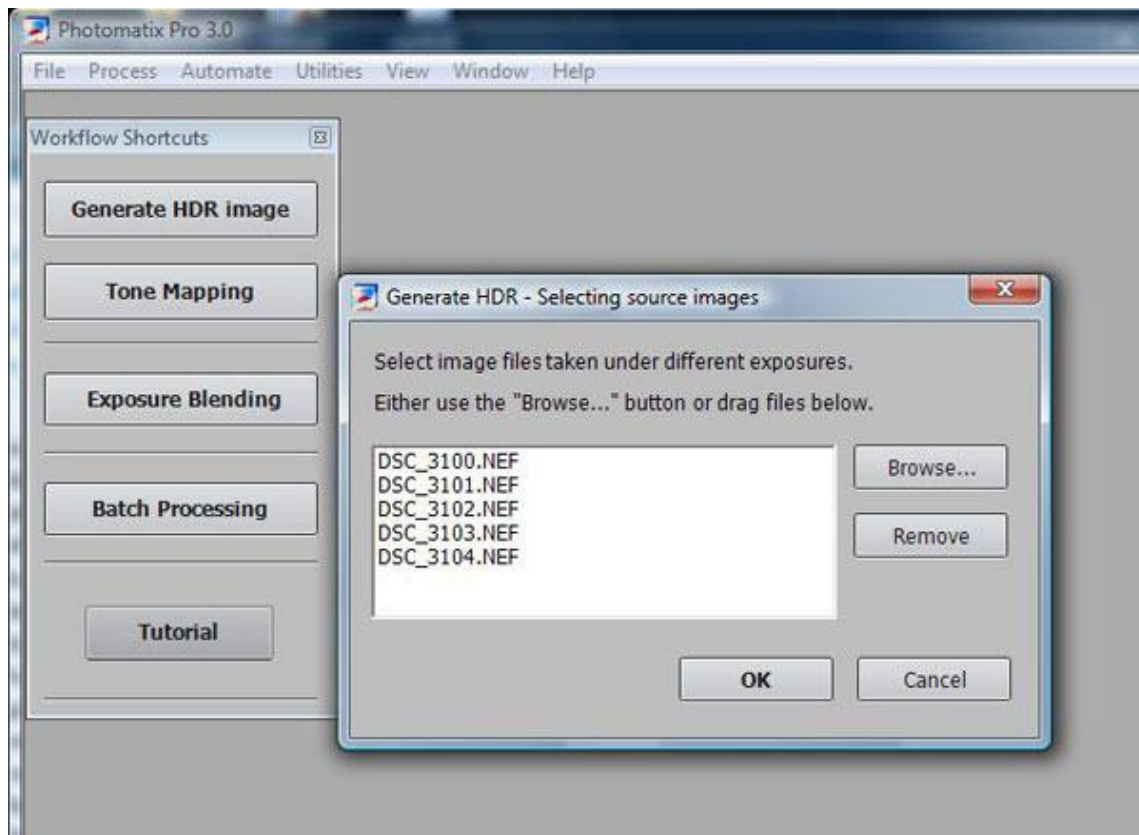 Photomatix Pro 3.0
File Process Automate Utilities View Window Help
Workflow Shortcuts
Generate HDR image
Tone Mapping
Exposure Blending
Batch Processing
Tutorial
Generate HDR - Selecting source images
Select image files taken under different exposures.
Either use the "Browse..." button or drag files below.
DSC_3100.NEF
DSC_3101.NEF
DSC_3102.NEF
DSC_3103.NEF
DSC_3104.NEF
Browse...
Remove
OK
Cancel